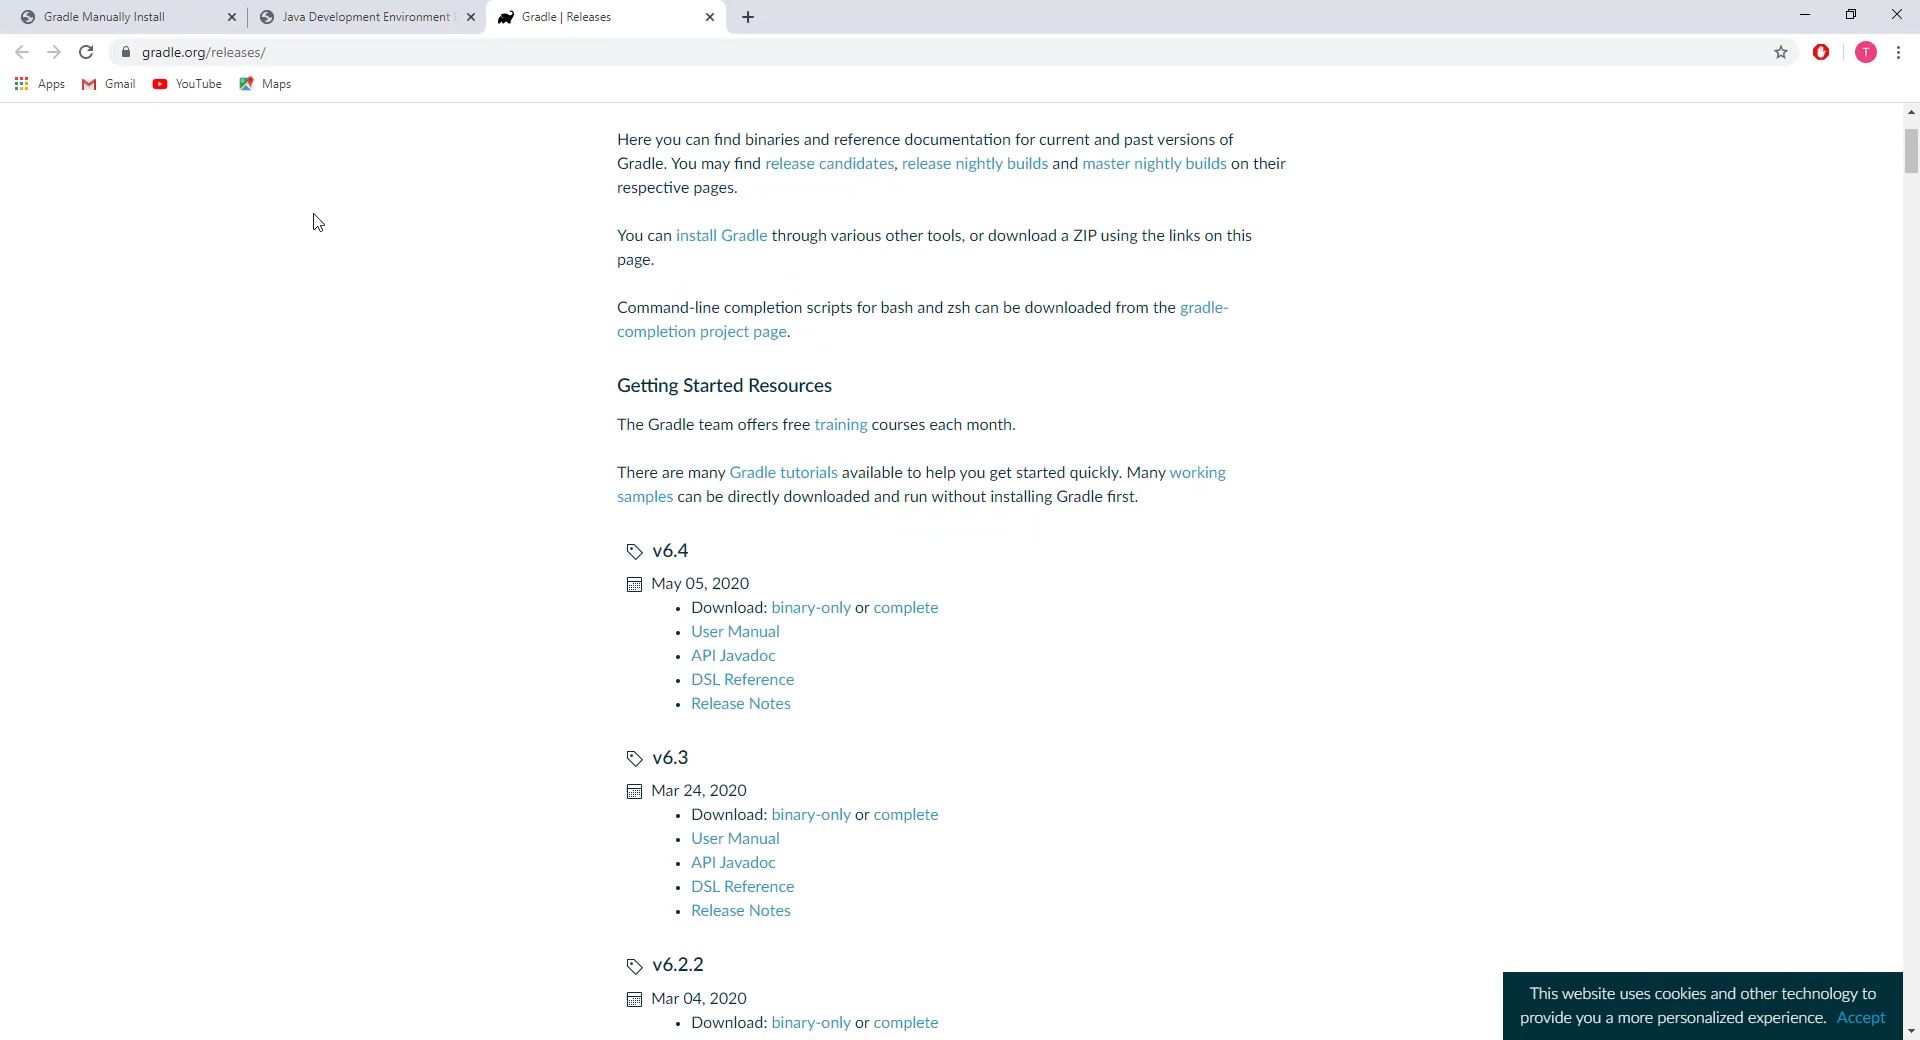 Gradle Manually Install
Java Development Environment
Gradle | Releases
gradle.org/releases/
T
Apps
Gmail
YouTube
Maps
Here you can find binaries and reference documentation for current and past versions of
Gradle. You may find release candidates, release nightly builds and master nightly builds on their
respective pages.
You can install Gradle through various other tools, or download a ZIP using the links on this
page.
Command-line completion scripts for bash and zsh can be downloaded from the gradle-
completion project page.
Getting Started Resources
The Gradle team offers free training courses each month.
There are many Gradle tutorials available to help you get started quickly. Many working
samples can be directly downloaded and run without installing Gradle first.
v6.4
May 05, 2020
• Download: binary-only or complete
• User Manual
• API Javadoc
• DSL Reference
• Release Notes
v6.3
Mar 24, 2020
• Download: binary-only or complete
• User Manual
• API Javadoc
• DSL Reference
• Release Notes
v6.2.2
Mar 04, 2020
• Download: binary-only or complete
This website uses cookies and other technology to
provide you a more personalized experience. Accept